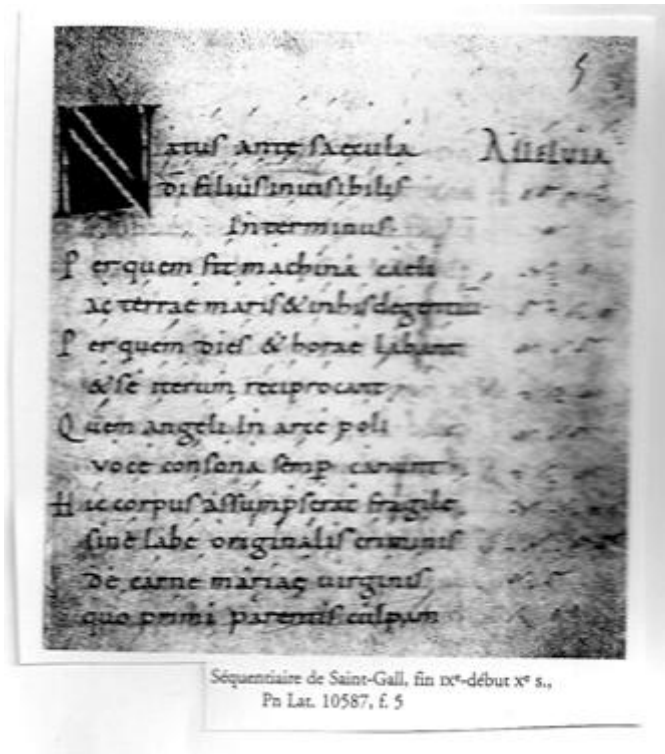 5
Natus ante saecula Alleluia
di filius inuisibilis
Interminus
Per quem fit machina caeli
ac terrae maris & in his degentium
Per quem dies & horae labant
& se iterum reciprocant
Quem angeli in arce poli
voce consona semp canunt
Hic corpus assumpserat fragile
sine labe originalis criminis
De carne mariae uirginis
quo primi parentis culpam
Séquentiaire de Saint-Gall, fin IXe-début Xe s.,
Pn Lat. 10587, f. 5